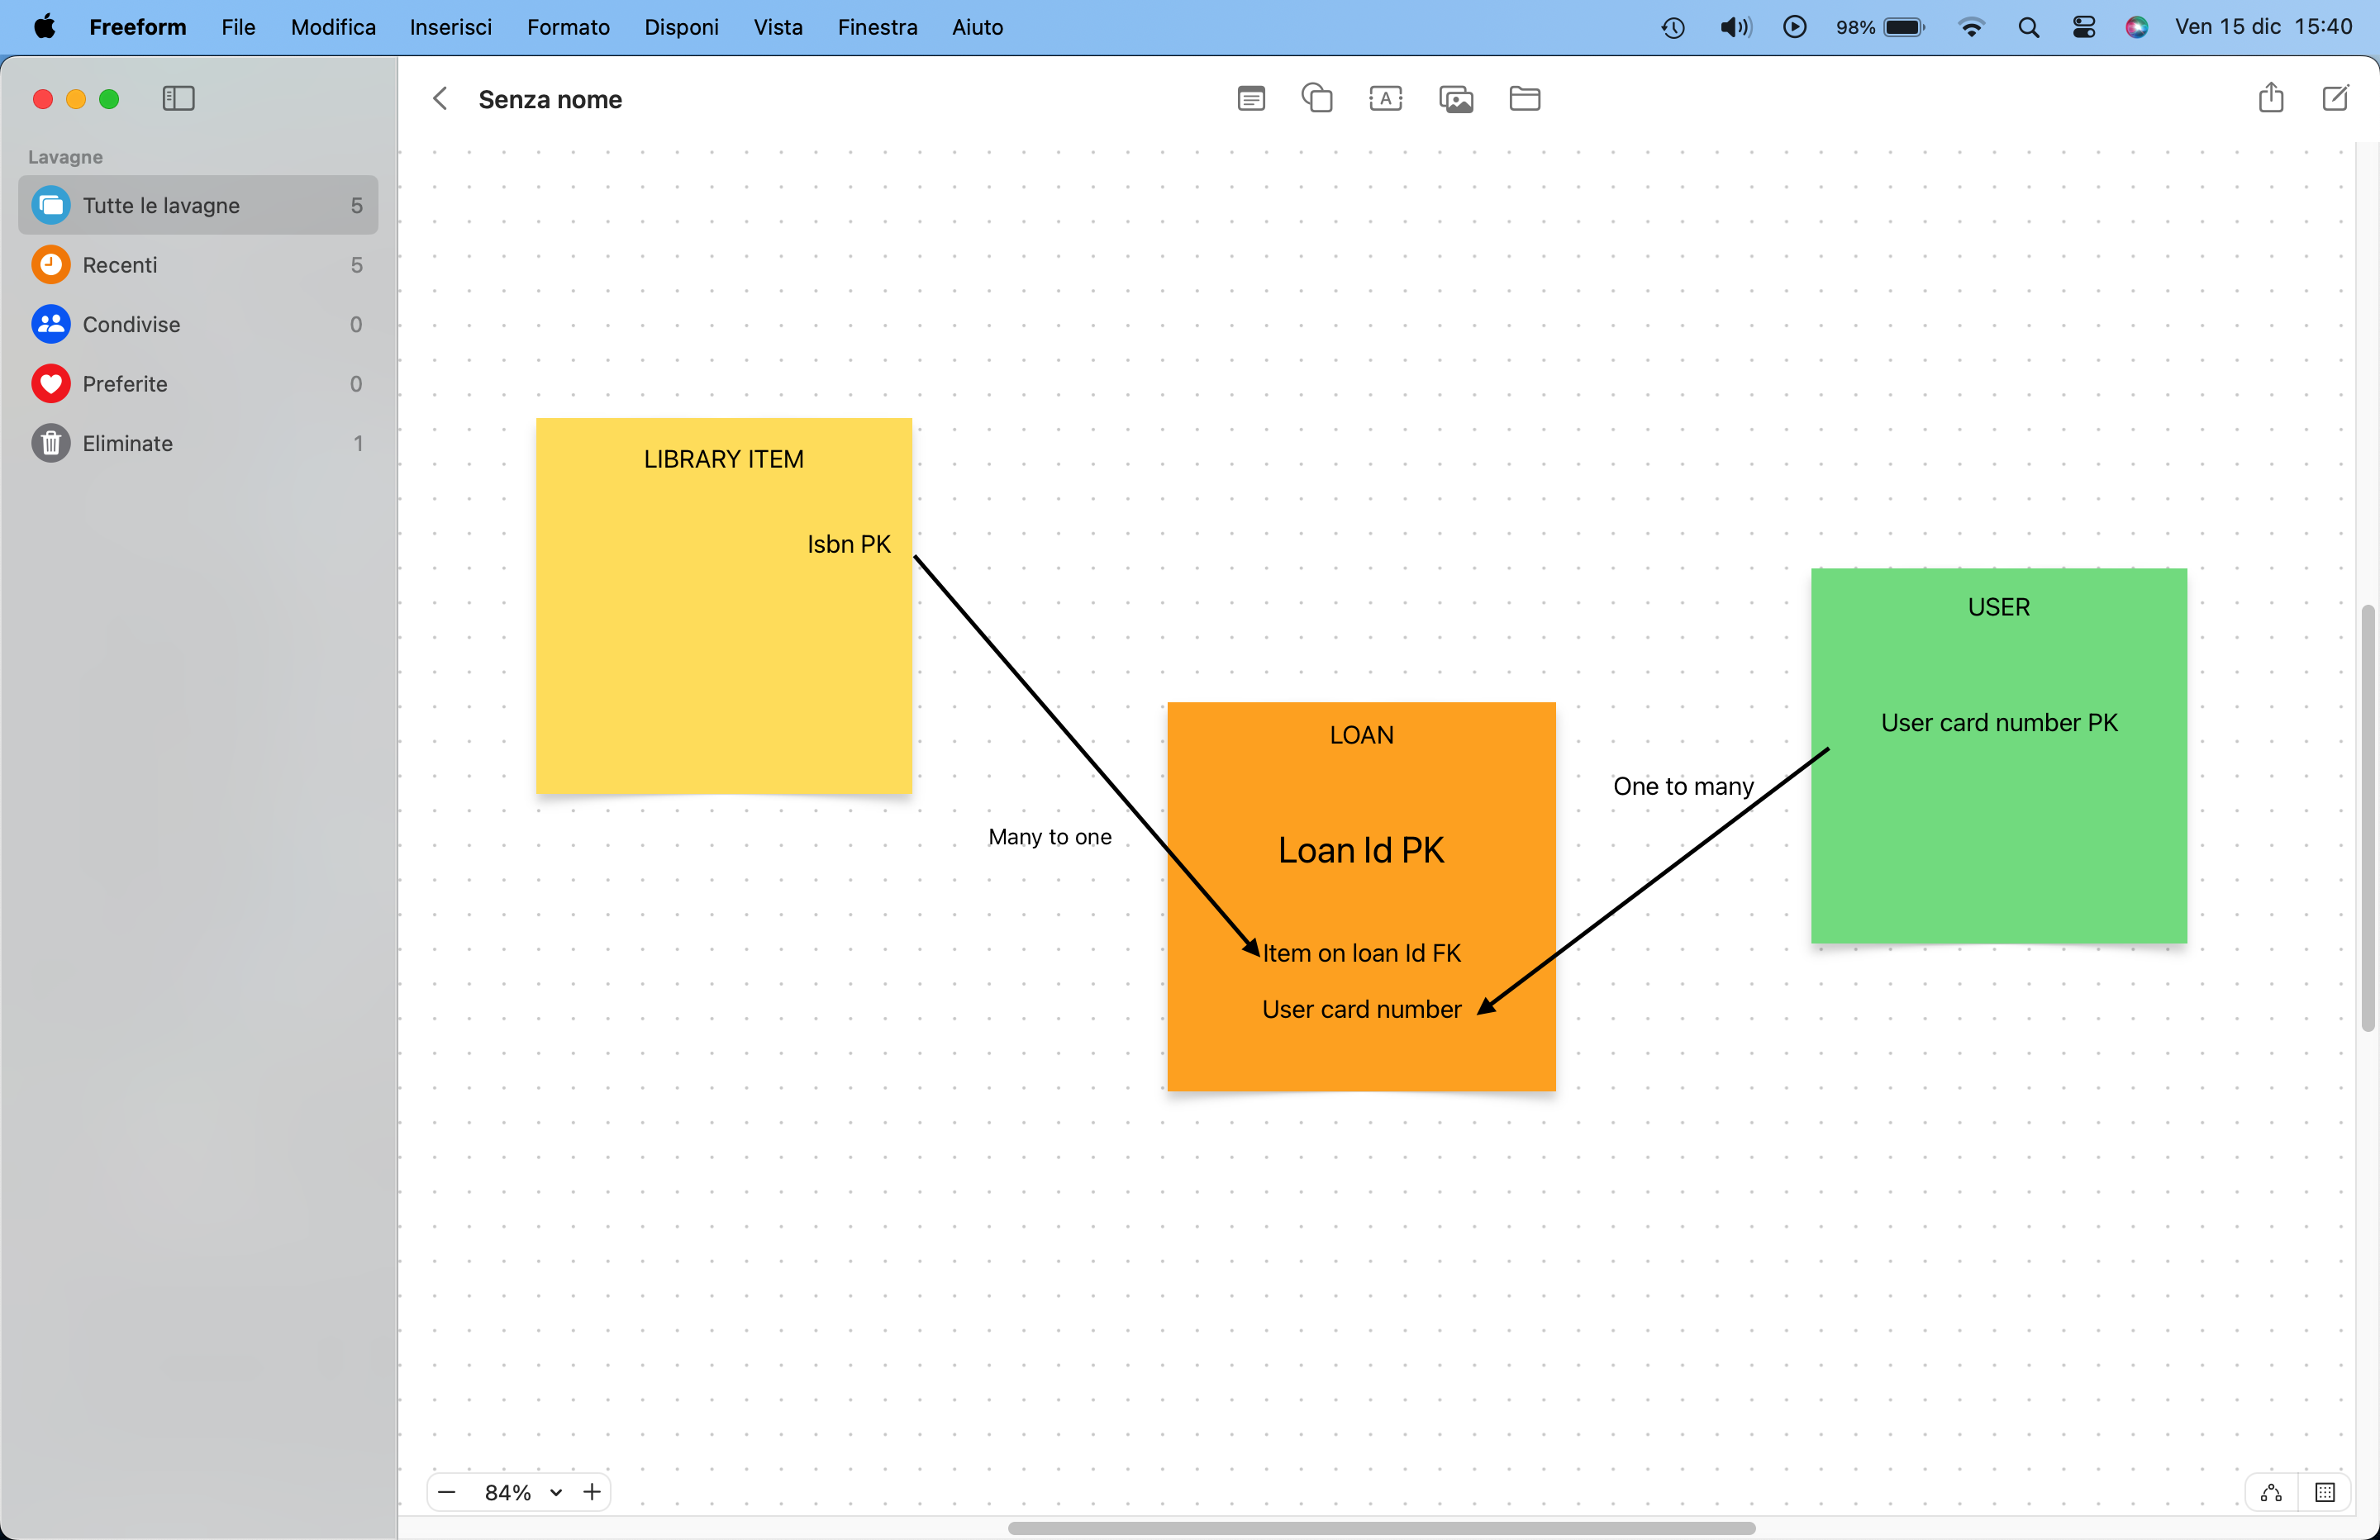 Freeform File Modifica Inserisci Formato Disponi Vista Finestra Aiuto 98% Ven 15 dic 15:40
Senza nome
Lavagne
Tutte le lavagne 5
Recenti 5
Condivise 0
Preferite 0
Eliminate 1
LIBRARY ITEM
Isbn PK
Many to one
LOAN
Loan Id PK
Item on loan Id FK
User card number
One to many
USER
User card number PK
84%